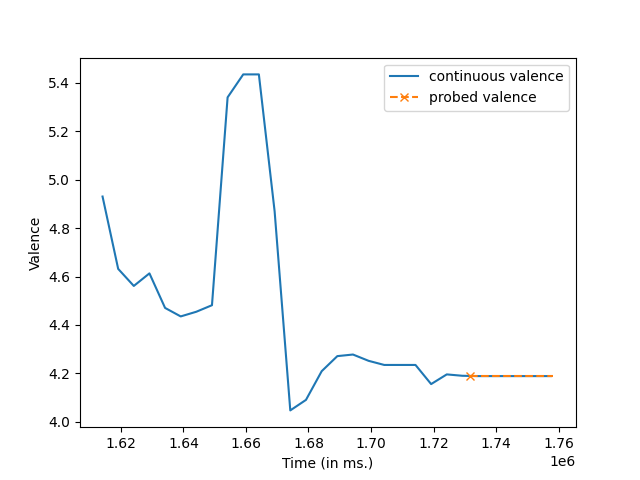 continuous valence
probed valence
5.4
5.2
5.0
4.8
4.6
4.4
4.2
4.0
Valence
1.62 1.64 1.66 1.68 1.70 1.72 1.74 1.76
1e6
Time (in ms.)